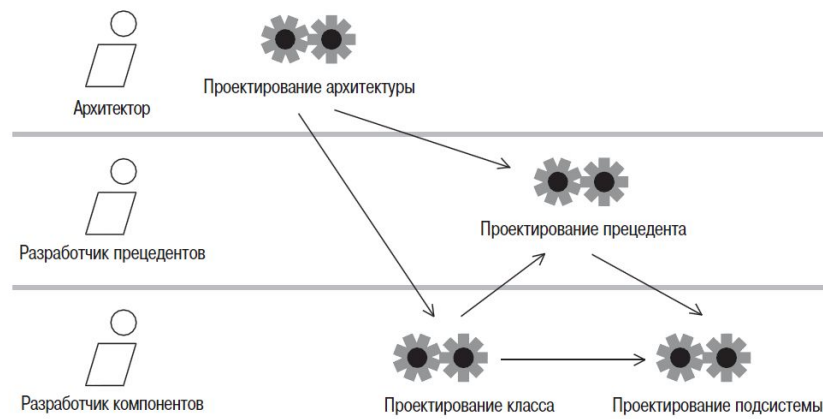 Архитектор
Проектирование архитектуры
Разработчик прецедентов
Проектирование прецедента
Разработчик компонентов
Проектирование класса
Проектирование подсистемы